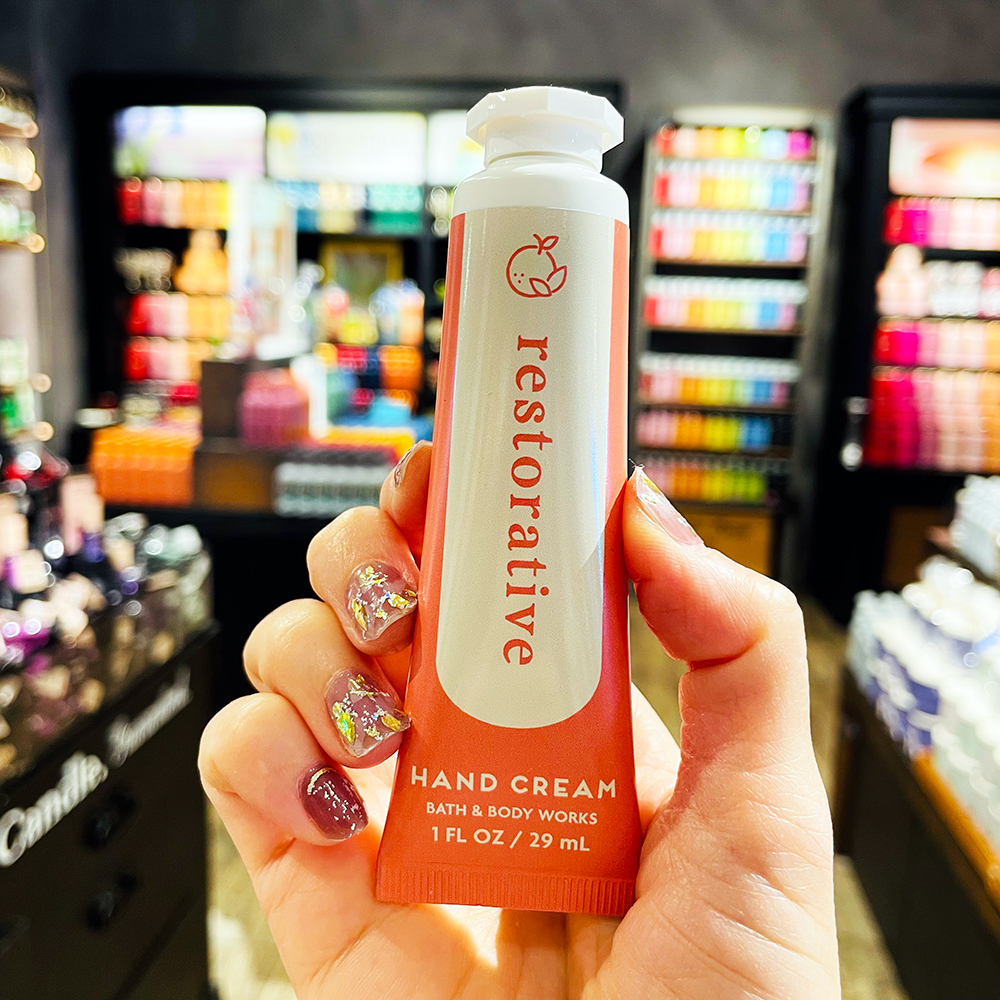 restorative
HAND CREAM
BATH & BODY WORKS
1 FL OZ / 29 mL
Candle,